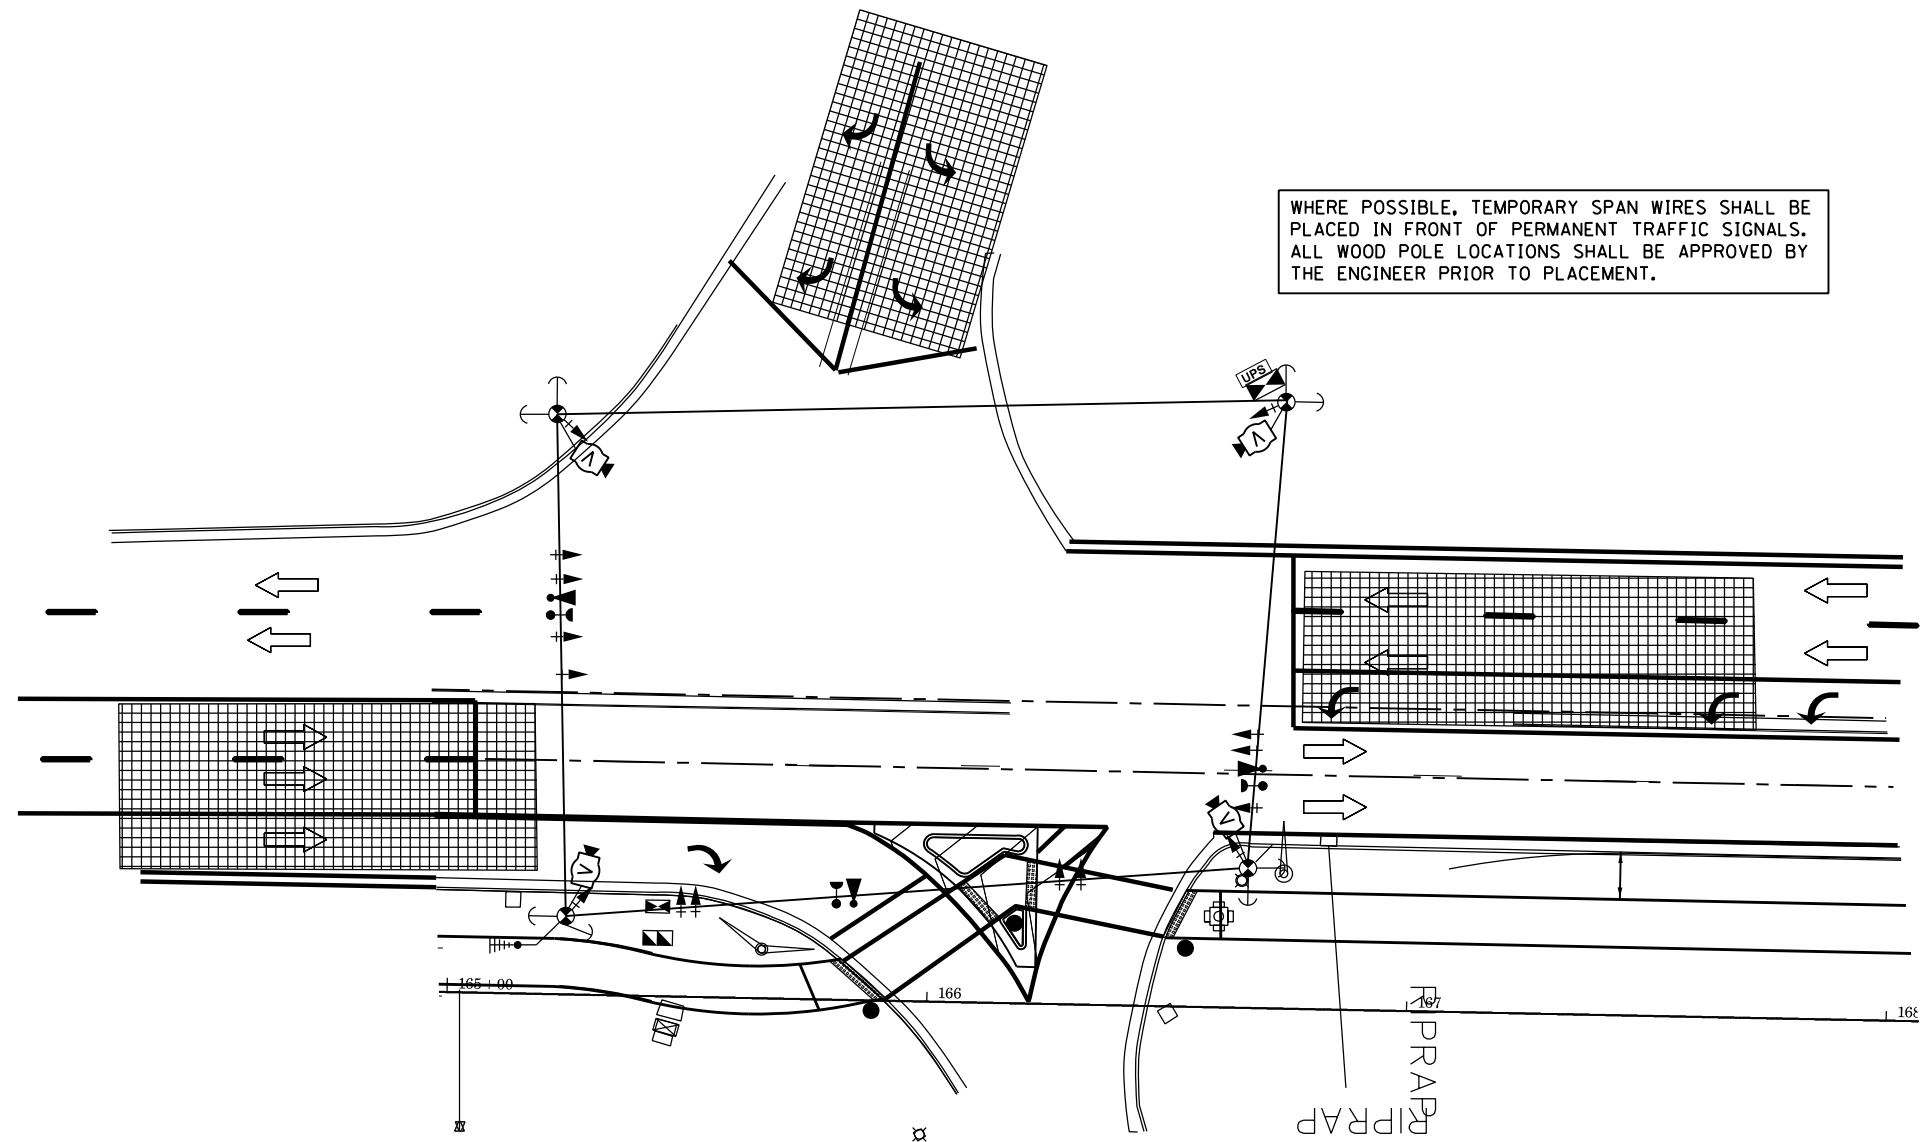 WHERE POSSIBLE, TEMPORARY SPAN WIRES SHALL BE
PLACED IN FRONT OF PERMANENT TRAFFIC SIGNALS.
ALL WOOD POLE LOCATIONS SHALL BE APPROVED BY
THE ENGINEER PRIOR TO PLACEMENT.
UPS
V
V
V
V
165+00
166
167
168
RIPRAP
RIPRAP